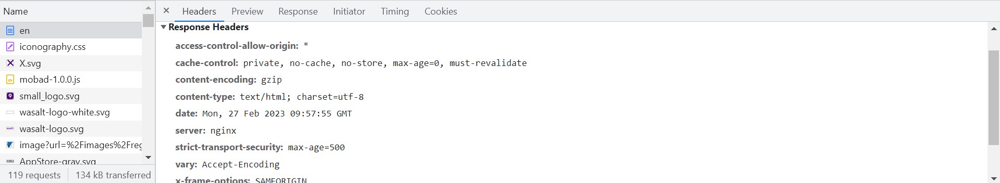 Name
en
iconography.css
X.svg
mobad-1.0.0.js
small_logo.svg
wasalt-logo-white.svg
wasalt-logo.svg
image?url=%2Fimages%2Freg
AppStore-gray.svg
119 requests 134 kB transferred
× Headers Preview Response Initiator Timing Cookies
Response Headers
access-control-allow-origin: *
cache-control: private, no-cache, no-store, max-age=0, must-revalidate
content-encoding: gzip
content-type: text/html; charset=utf-8
date: Mon, 27 Feb 2023 09:57:55 GMT
server: nginx
strict-transport-security: max-age=500
vary: Accept-Encoding
x-frame-options: SAMEORIGIN